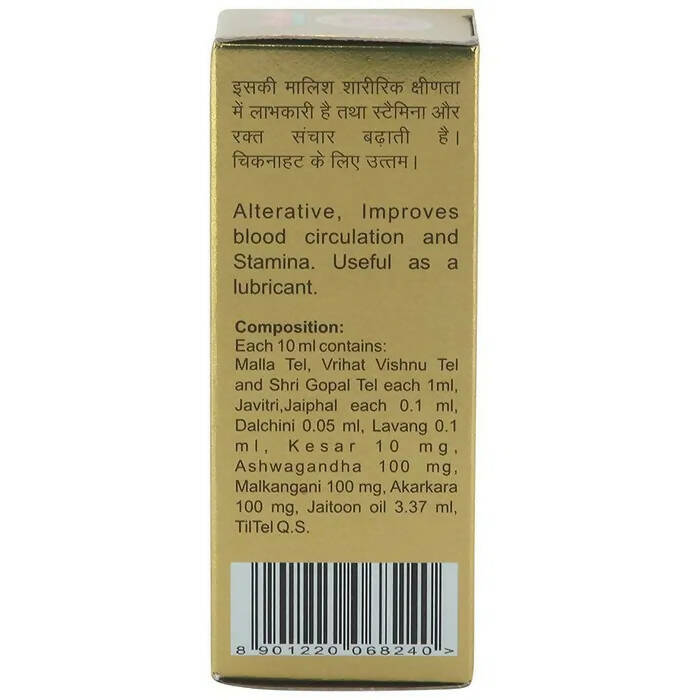 इसकी मालिश शारीरिक क्षीणता
में लाभकारी है तथा स्टैमिना और
रक्त संचार बढ़ाती है।
चिकनाहट के लिए उत्तम।
Alterative, Improves
blood circulation and
Stamina. Useful as a
lubricant.
Composition:
Each 10 ml contains:
Malla Tel, Vrihat Vishnu Tel
and Shri Gopal Tel each 1ml,
Javitri,Jaiphal each 0.1 ml,
Dalchini 0.05 ml, Lavang 0.1
ml, Kesar 10 mg,
Ashwagandha 100 mg,
Malkangani 100 mg, Akarkara
100 mg, Jaitoon oil 3.37 ml,
TilTel Q.S.
8 901220 068240 >